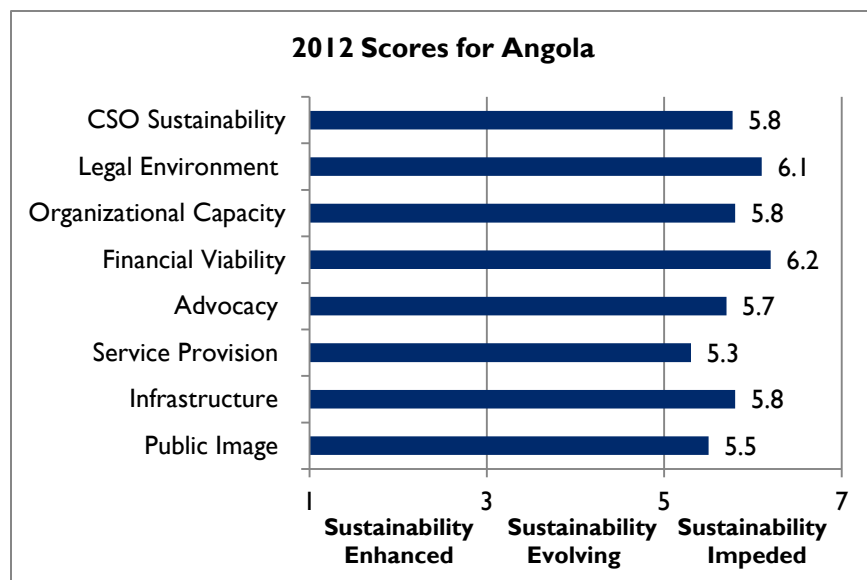 2012 Scores for Angola
CSO Sustainability 5.8
Legal Environment 6.1
Organizational Capacity 5.8
Financial Viability 6.2
Advocacy 5.7
Service Provision 5.3
Infrastructure 5.8
Public Image 5.5
1 3 5 7
Sustainability Sustainability Sustainability
Enhanced Evolving Impeded